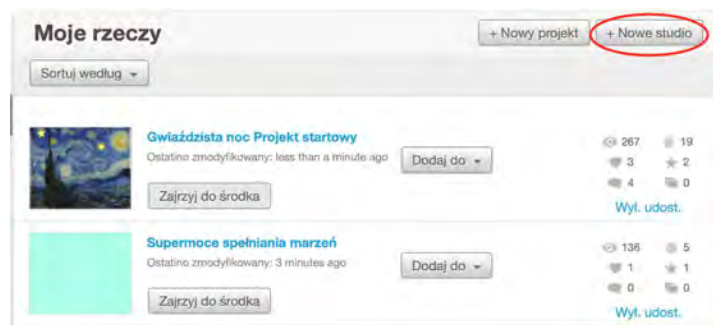 Moje rzeczy
+ Nowy projekt
+ Nowe studio
Sortuj według
Gwiaździsta noc Projekt startowy
Ostatino zmodyfikowany: less than a minute ago
Dodaj do
Zajrzyj do środka
267
19
3
2
4
0
Wył. udost.
Supermoce spełniania marzeń
Ostatino zmodyfikowany: 3 minutes ago
Dodaj do
Zajrzyj do środka
136
5
1
1
0
0
Wył. udost.